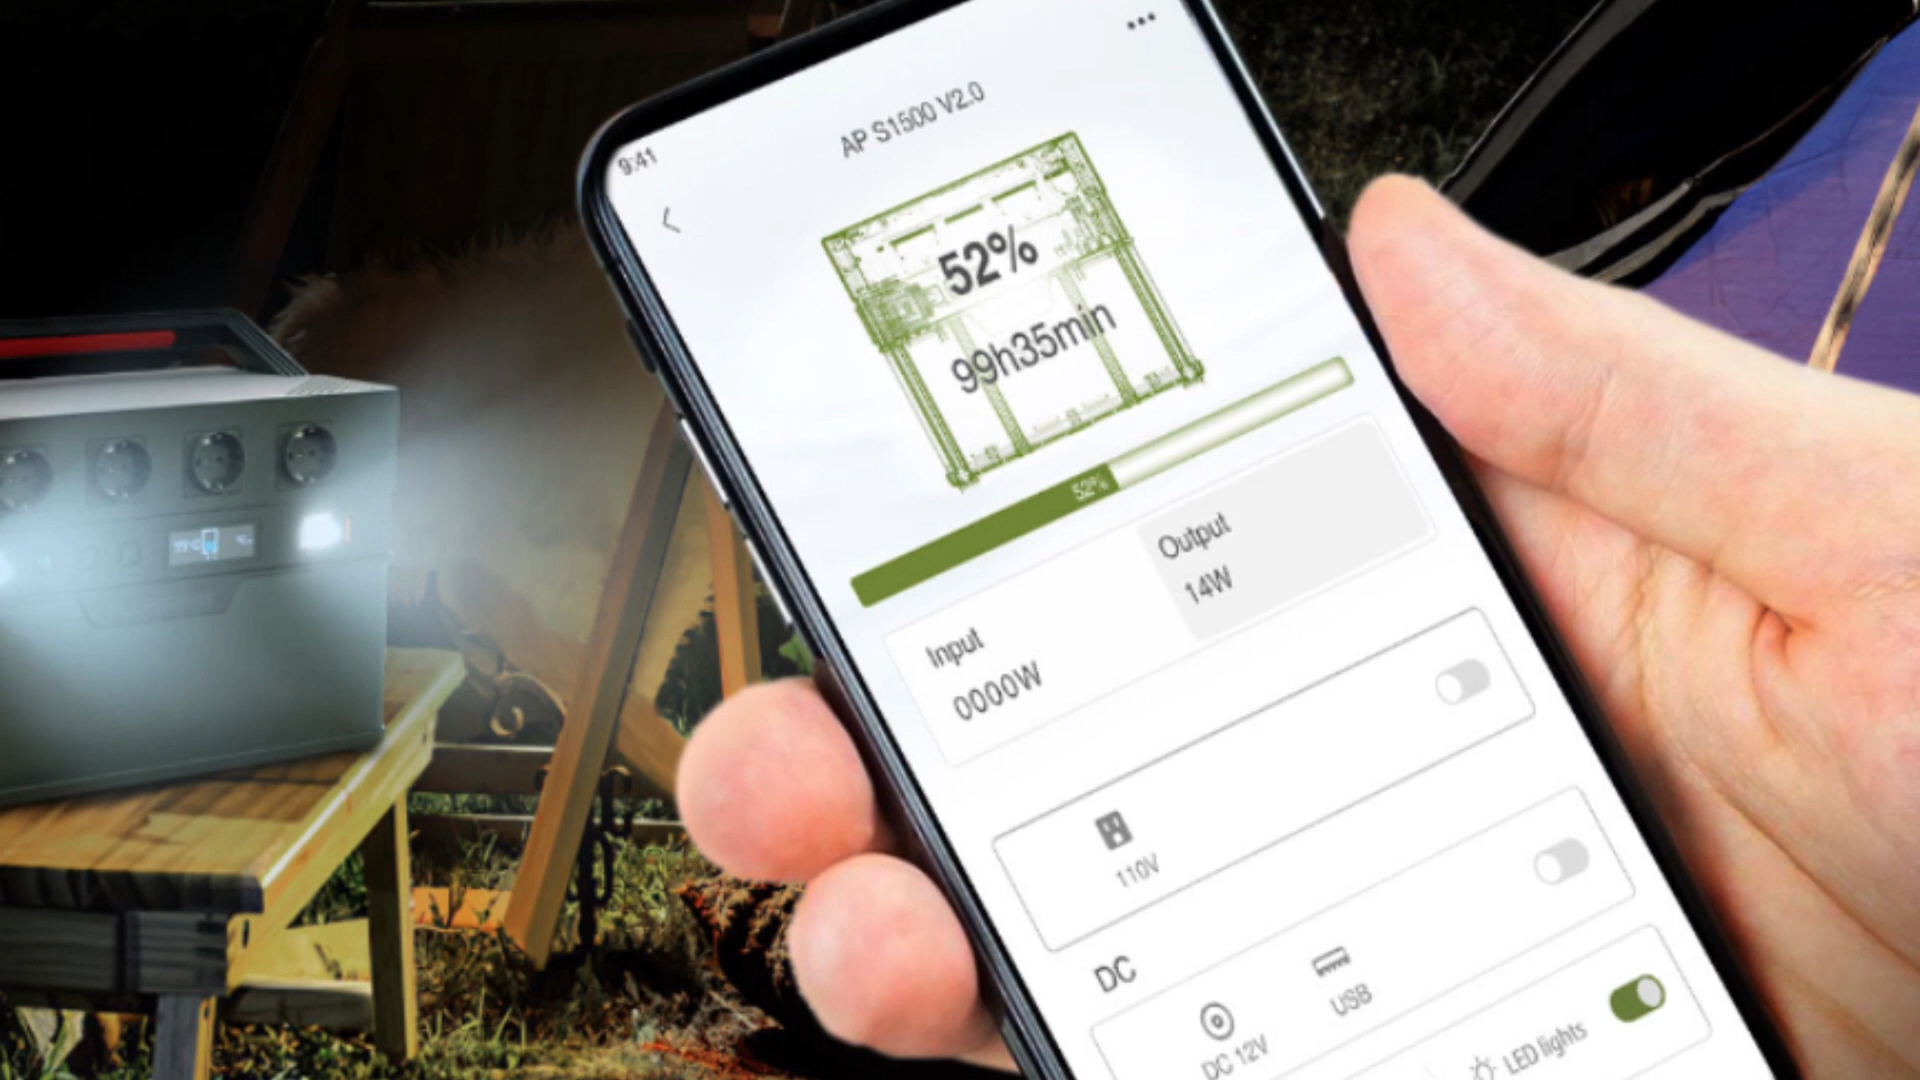 9:41
AP S1500 V2.0
52%
99h35min
52%
Input
0000W
Output
14W
110V
DC
DC 12V
USB
LED lights